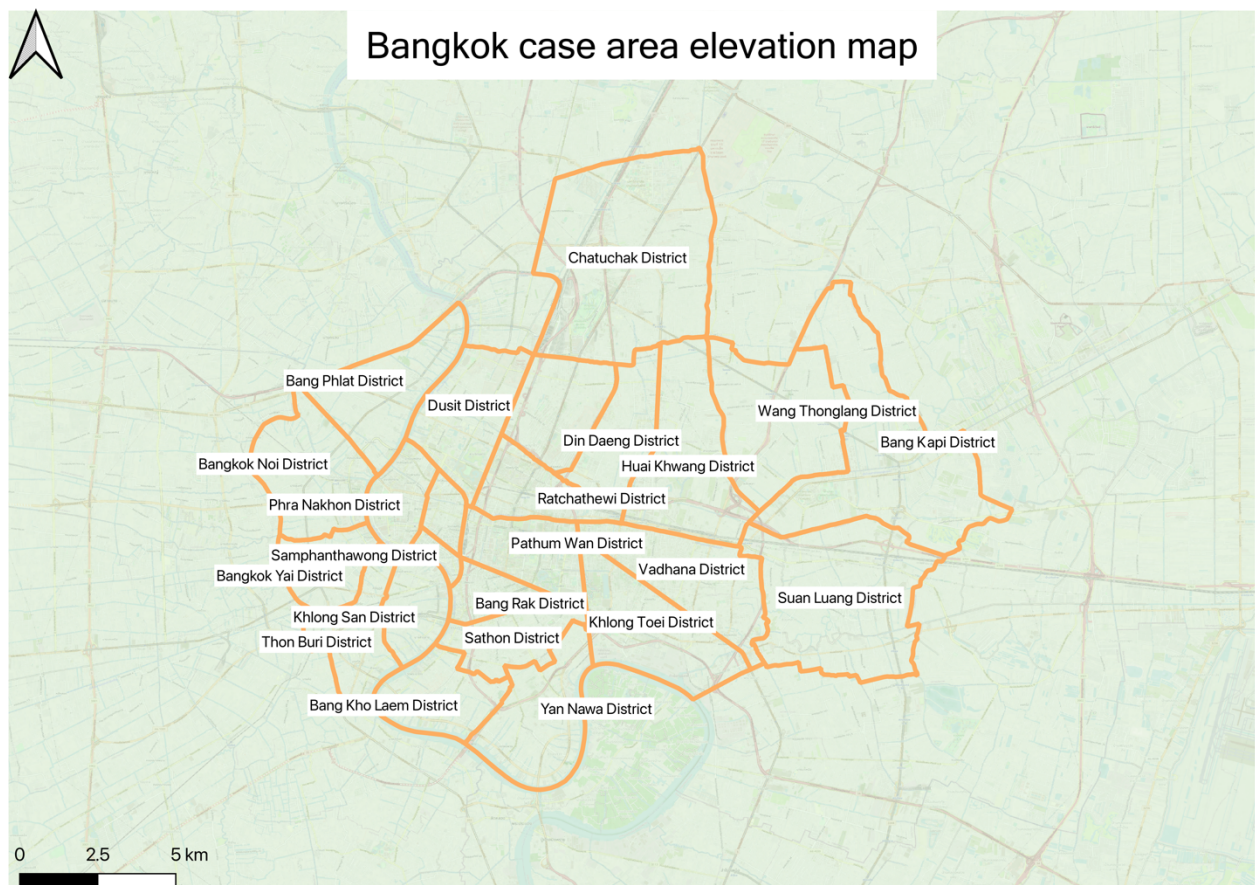 Bangkok case area elevation map
Chatuchak District
Bang Phlat District
Dusit District
Wang Thonglang District
Din Daeng District
Bang Kapi District
Bangkok Noi District
Huai Khwang District
Ratchathewi District
Phra Nakhon District
Pathum Wan District
Samphanthawong District
Vadhana District
Bangkok Yai District
Suan Luang District
Bang Rak District
Khlong San District
Khlong Toei District
Sathon District
Thon Buri District
Bang Kho Laem District
Yan Nawa District
0 2.5 5 km